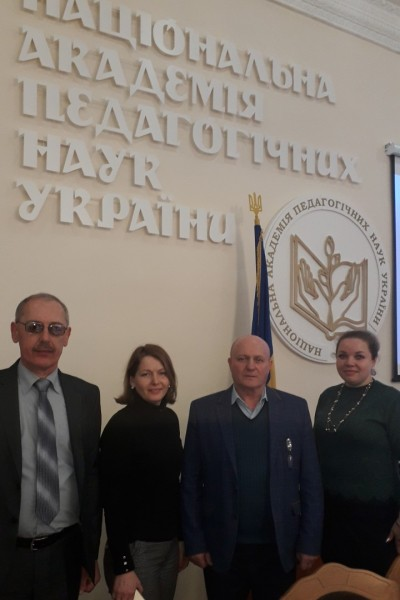 НАЦІОНАЛЬНА
АКАДЕМІЯ
ПЕДАГОГІЧНИХ
НАУК
УКРАЇНИ
НАЦІОНАЛЬНА АКАДЕМІЯ ПЕДАГОГІЧНИХ НАУК УКРАЇНИ